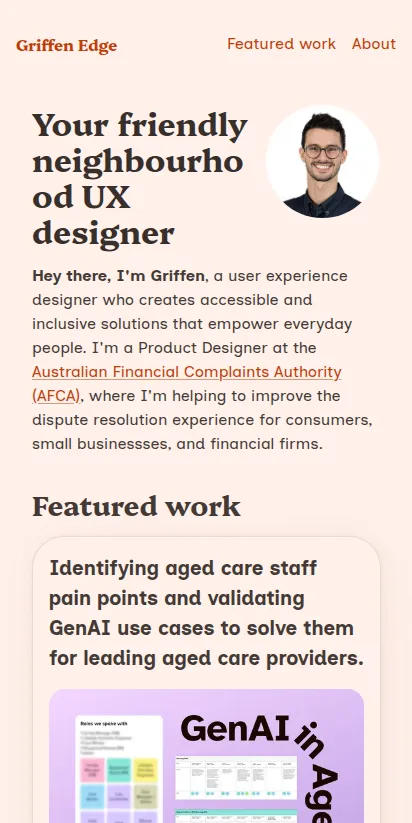 Griffen Edge
Featured work
About
Your friendly
neighbourho
od UX
designer
Hey there, I'm Griffen, a user experience
designer who creates accessible and
inclusive solutions that empower everyday
people. I'm a Product Designer at the
Australian Financial Complaints Authority
(AFCA), where I'm helping to improve the
dispute resolution experience for consumers,
small businessses, and financial firms.
Featured work
Identifying aged care staff
pain points and validating
GenAI use cases to solve them
for leading aged care providers.
Roles we spoke with
GenAI in Age